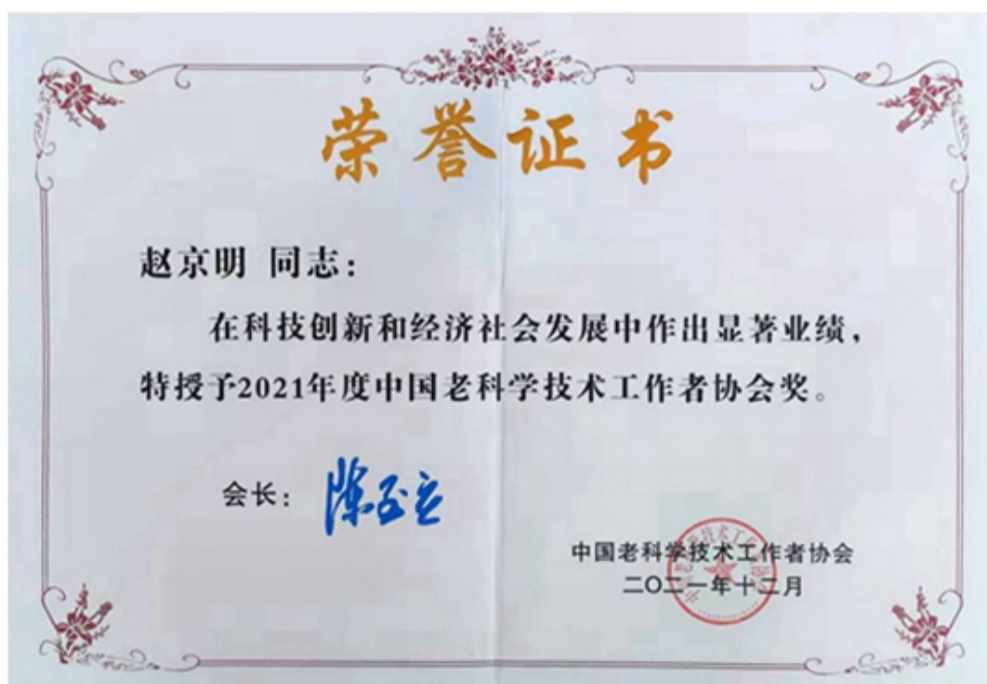 荣誉证书
赵京明 同志：
在科技创新和经济社会发展中作出显著业绩，
特授予2021年度中国老科学技术工作者协会奖。
会长：陈至立
中国老科学技术工作者协会
二〇二一年十二月